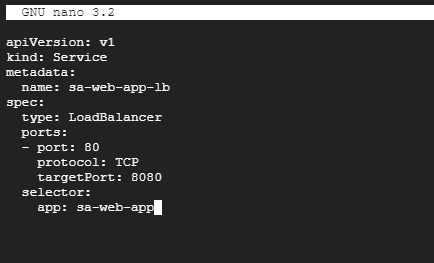 GNU nano 3.2
apiVersion: v1
kind: Service
metadata:
  name: sa-web-app-lb
spec:
  type: LoadBalancer
  ports:
  - port: 80
    protocol: TCP
    targetPort: 8080
  selector:
    app: sa-web-app